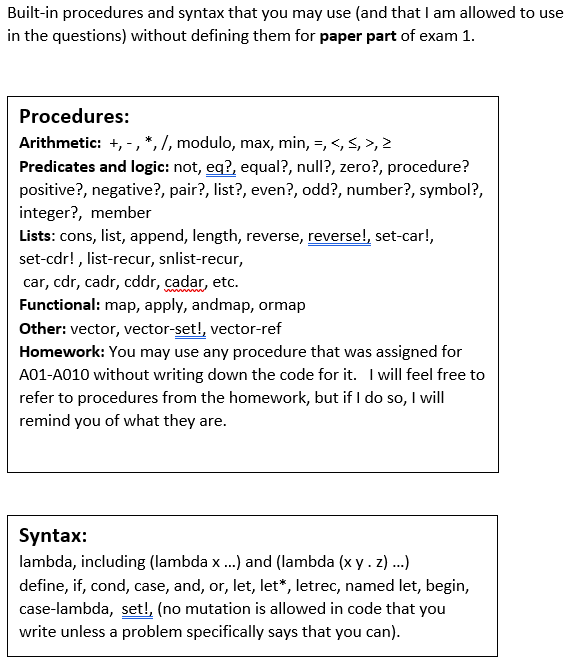 Built-in procedures and syntax that you may use (and that I am allowed to use
in the questions) without defining them for paper part of exam 1.
Procedures:
Arithmetic: +, - , *, /, modulo, max, min, =, <, ≤, >, ≥
Predicates and logic: not, eq?, equal?, null?, zero?, procedure?
positive?, negative?, pair?, list?, even?, odd?, number?, symbol?,
integer?, member
Lists: cons, list, append, length, reverse, reverse!, set-car!,
set-cdr! , list-recur, snlist-recur,
car, cdr, cadr, cddr, cadar, etc.
Functional: map, apply, andmap, ormap
Other: vector, vector-set!, vector-ref
Homework: You may use any procedure that was assigned for
A01-A010 without writing down the code for it. I will feel free to
refer to procedures from the homework, but if I do so, I will
remind you of what they are.
Syntax:
lambda, including (lambda x ...) and (lambda (x y . z) ...)
define, if, cond, case, and, or, let, let*, letrec, named let, begin,
case-lambda, set!, (no mutation is allowed in code that you
write unless a problem specifically says that you can).